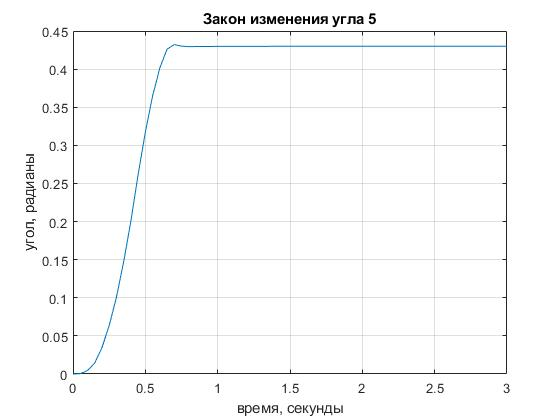 Закон изменения угла 5
0.45
0.4
0.35
0.3
0.25
0.2
0.15
0.1
0.05
0
угол, радианы
0 0.5 1 1.5 2 2.5 3
время, секунды